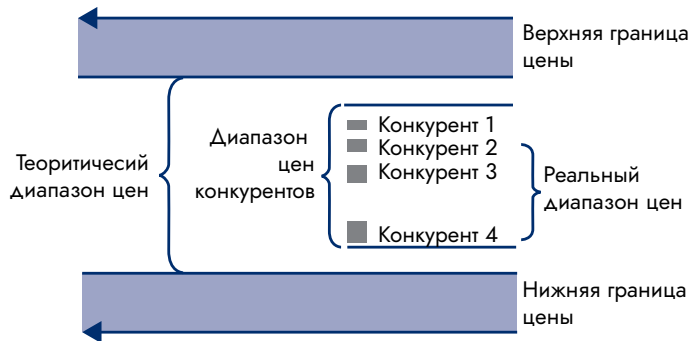 Верхняя граница
цены
Теоритичесий
диапазон цен
Диапазон
цен
конкурентов
Конкурент 1
Конкурент 2
Конкурент 3
Конкурент 4
Реальный
диапазон цен
Нижняя граница
цены